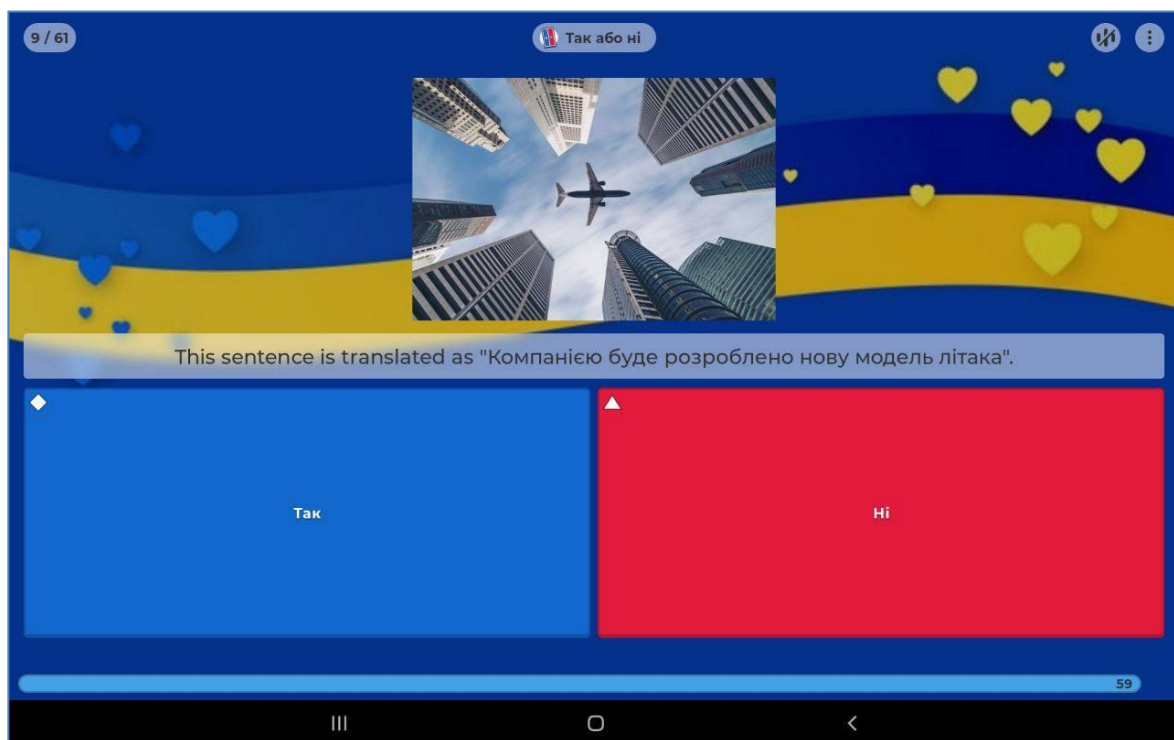 9 / 61
Так або ні
This sentence is translated as "Компанією буде розроблено нову модель літака".
Так
Ні
59